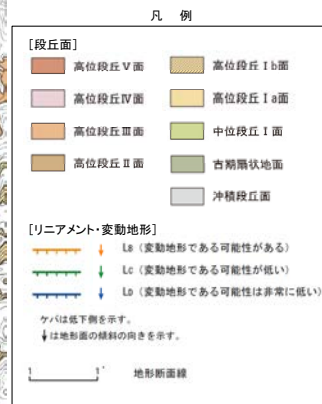 凡 例
[段丘面]
高位段丘Ⅴ面
高位段丘Ⅳ面
高位段丘Ⅲ面
高位段丘Ⅱ面
高位段丘Ⅰb面
高位段丘Ⅰa面
中位段丘Ⅰ面
古期扇状地面
沖積段丘面
[リニアメント・変動地形]
LB (変動地形である可能性がある)
LC (変動地形である可能性が低い)
LD (変動地形である可能性は非常に低い)
ケバは低下側を示す。
↓は地形面の傾斜の向きを示す。
1 1' 地形断面線